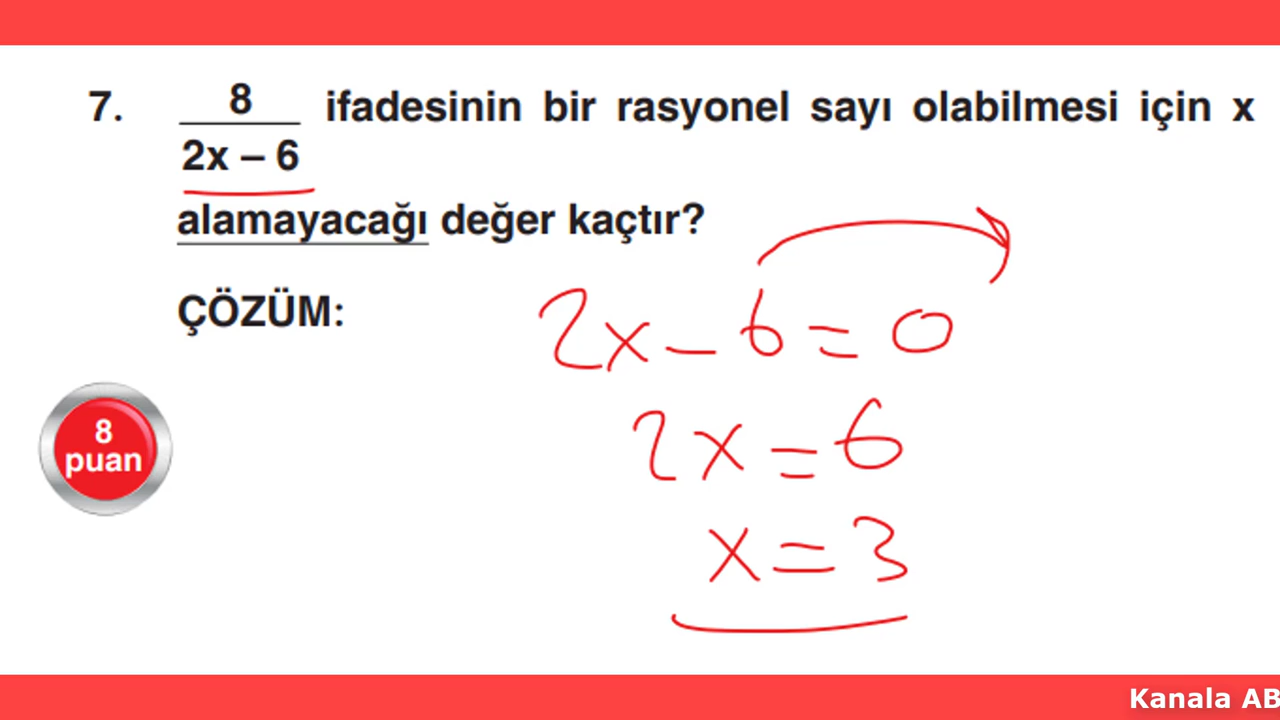 7. 8 ifadesinin bir rasyonel sayı olabilmesi için x
2x – 6
alamayacağı değer kaçtır?
ÇÖZÜM:
2x – 6 = 0
2x = 6
x = 3
8
puan
Kanala AB